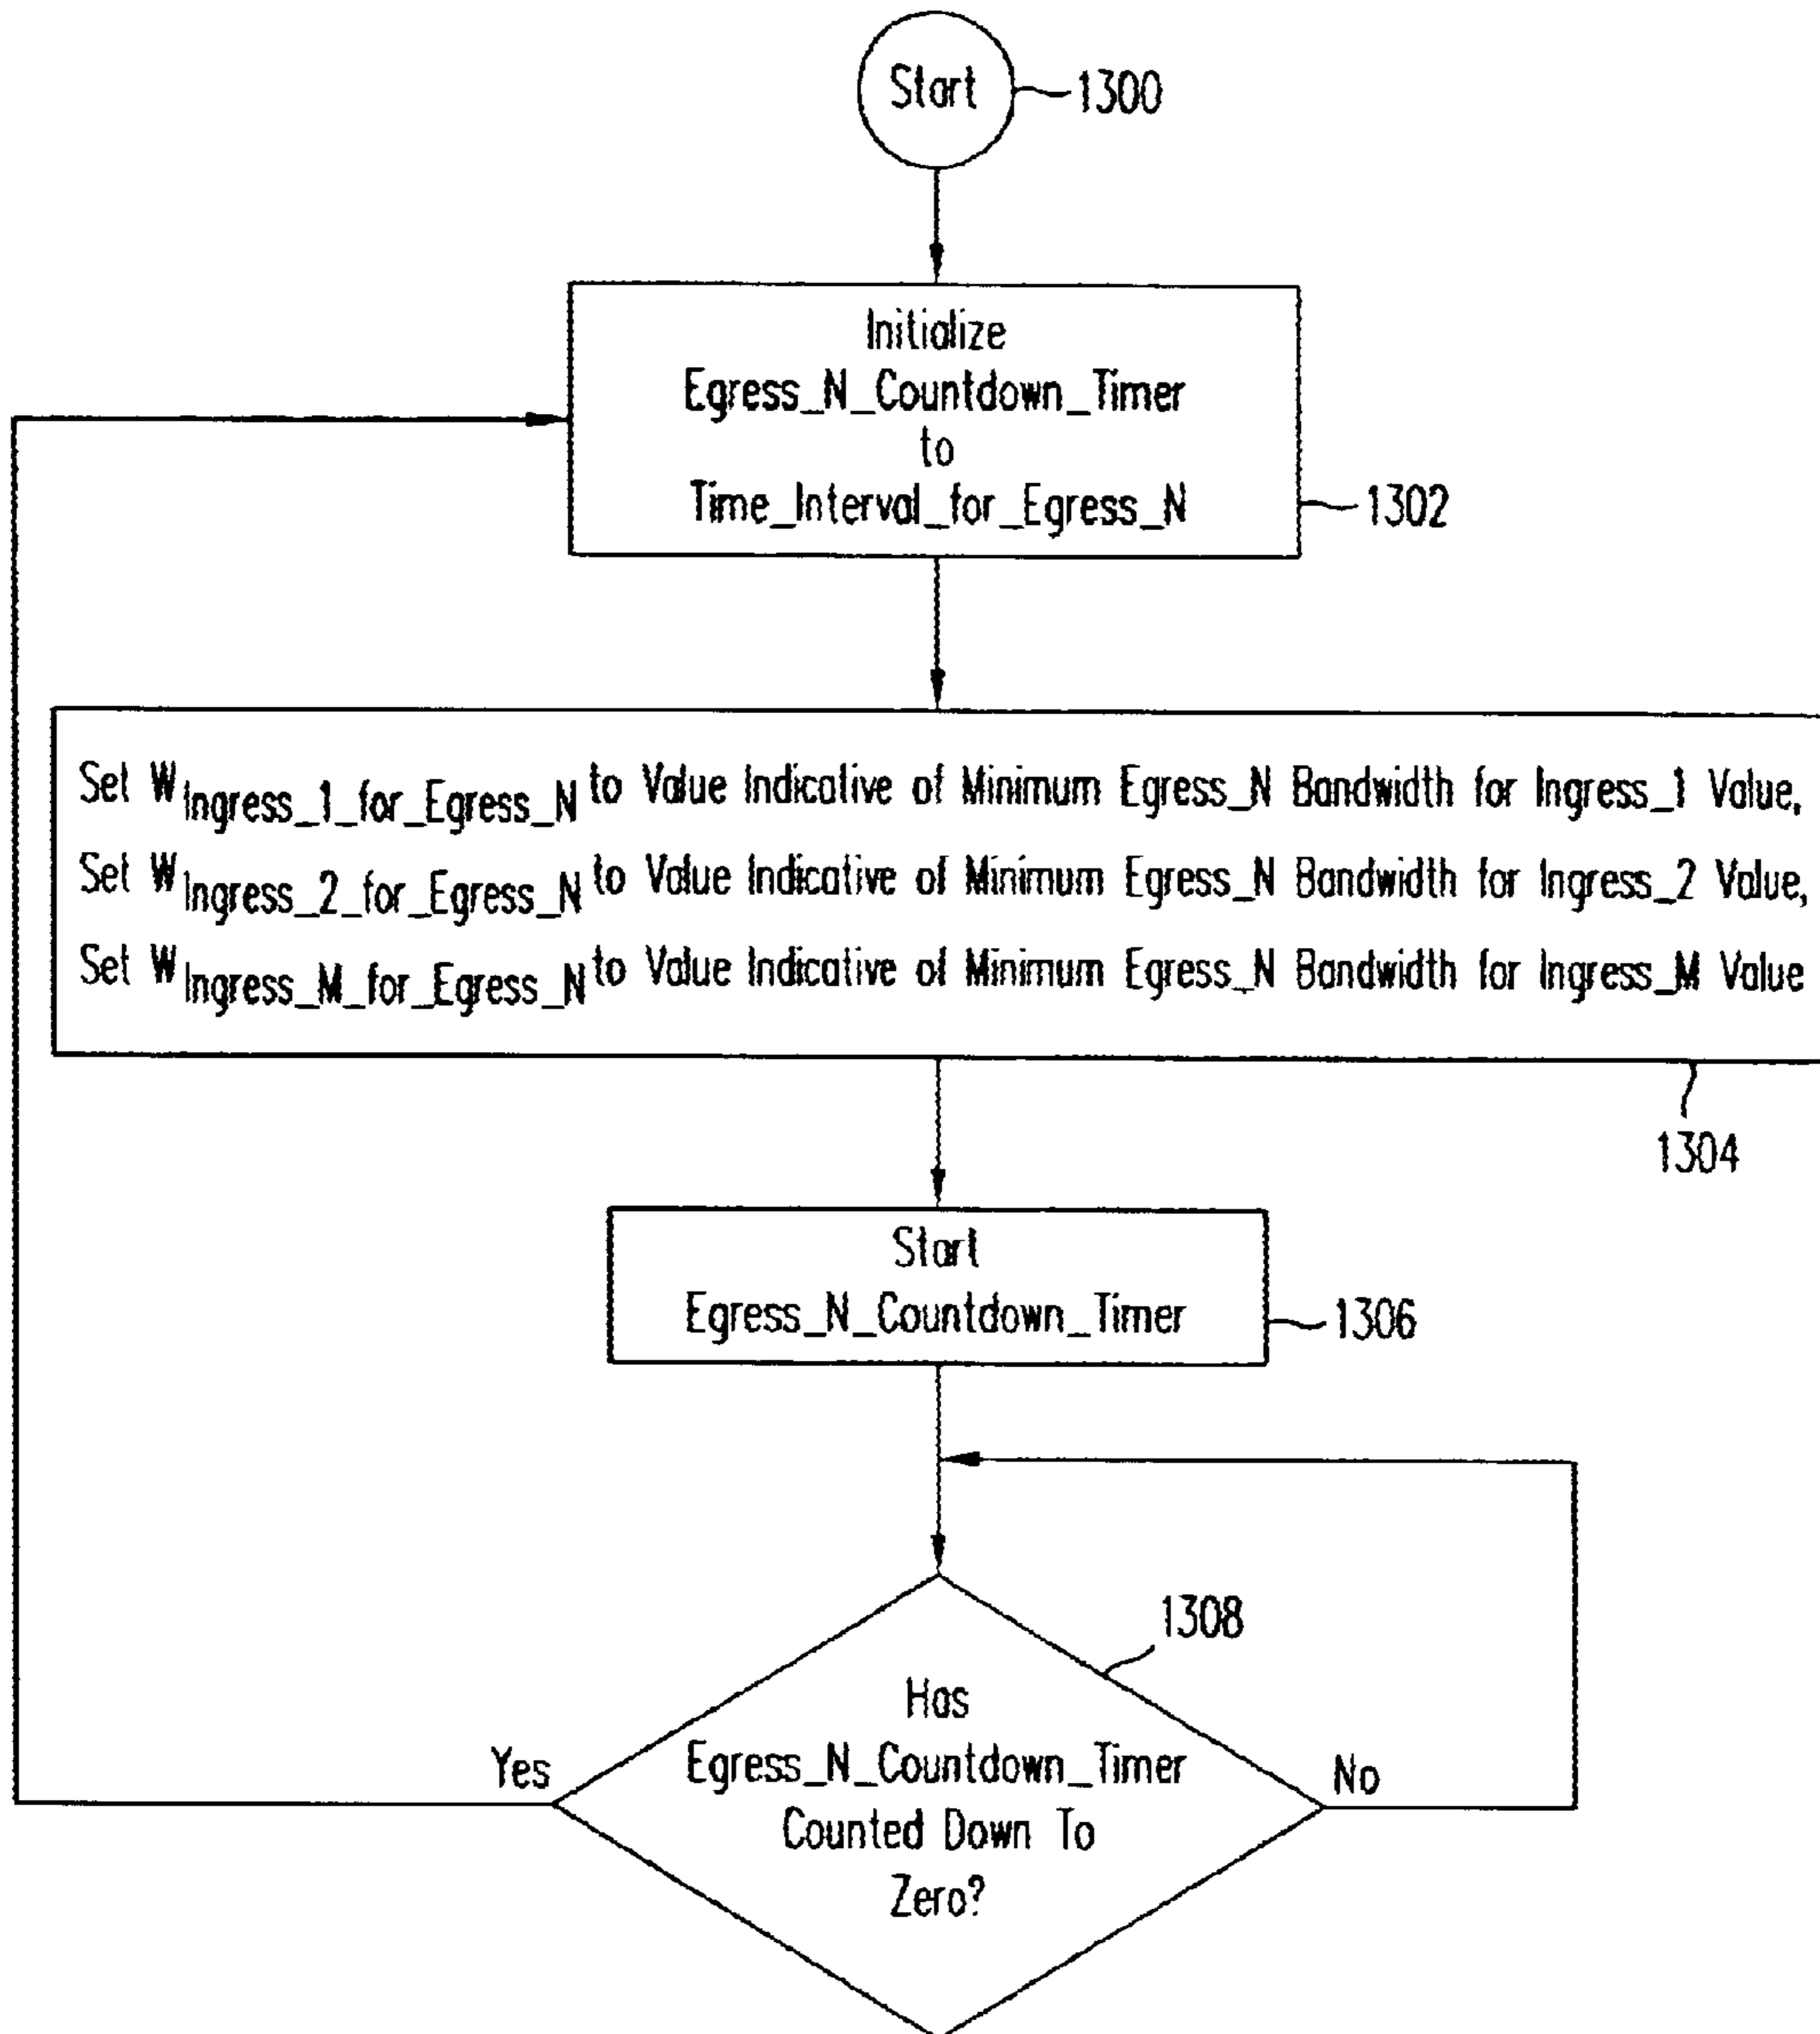 Start
1300
Initialize
Egress_N_Countdown_Timer
to
Time_Interval_for_Egress_N
1302
Set WIngress_1_for_Egress_N to Value Indicative of Minimum Egress_N Bandwidth for Ingress_1 Value,
Set WIngress_2_for_Egress_N to Value Indicative of Minimum Egress_N Bandwidth for Ingress_2 Value,
Set WIngress_M_for_Egress_N to Value Indicative of Minimum Egress_N Bandwidth for Ingress_M Value
1304
Start
Egress_N_Countdown_Timer
1306
1308
Has
Egress_N_Countdown_Timer
Counted Down To
Zero?
Yes
No